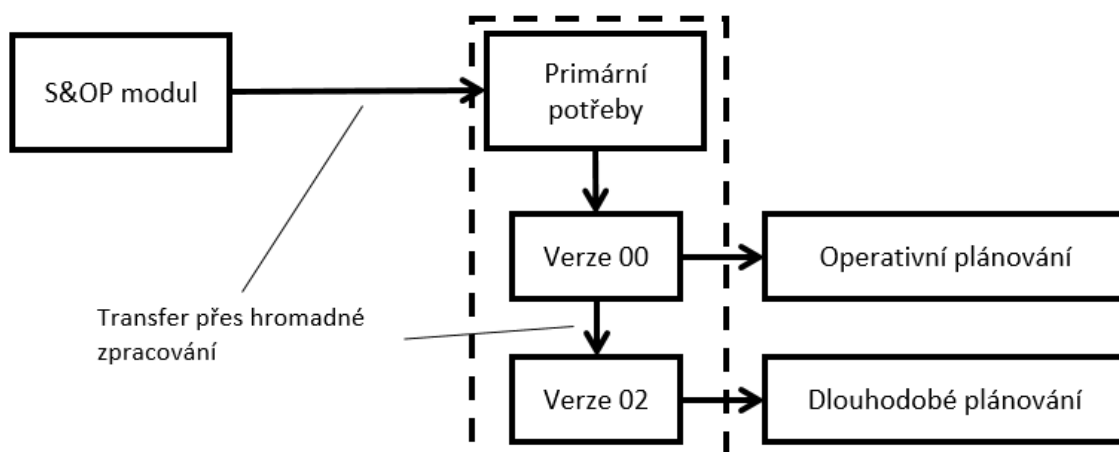 S&OP modul
Primární
potřeby
Verze 00
Operativní plánování
Transfer přes hromadné
zpracování
Verze 02
Dlouhodobé plánování